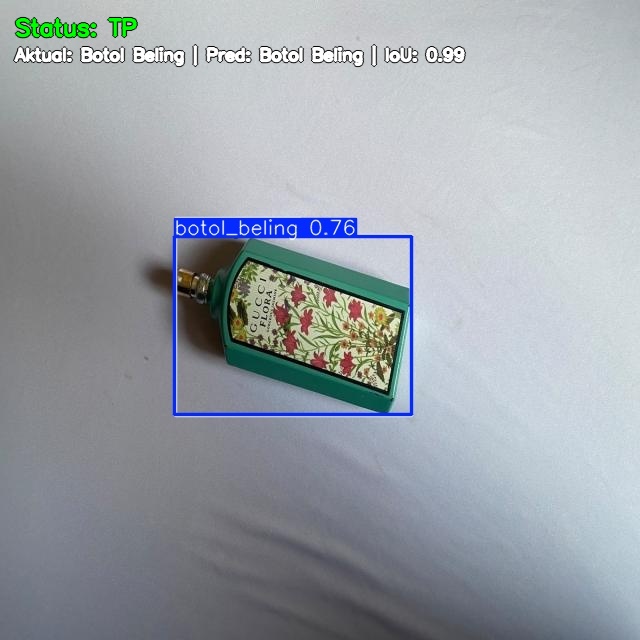 Status: TP
Aktual: Botol Beling | Pred: Botol Beling | IoU: 0.99
botol_beling 0.76
GUCCI
FLORA